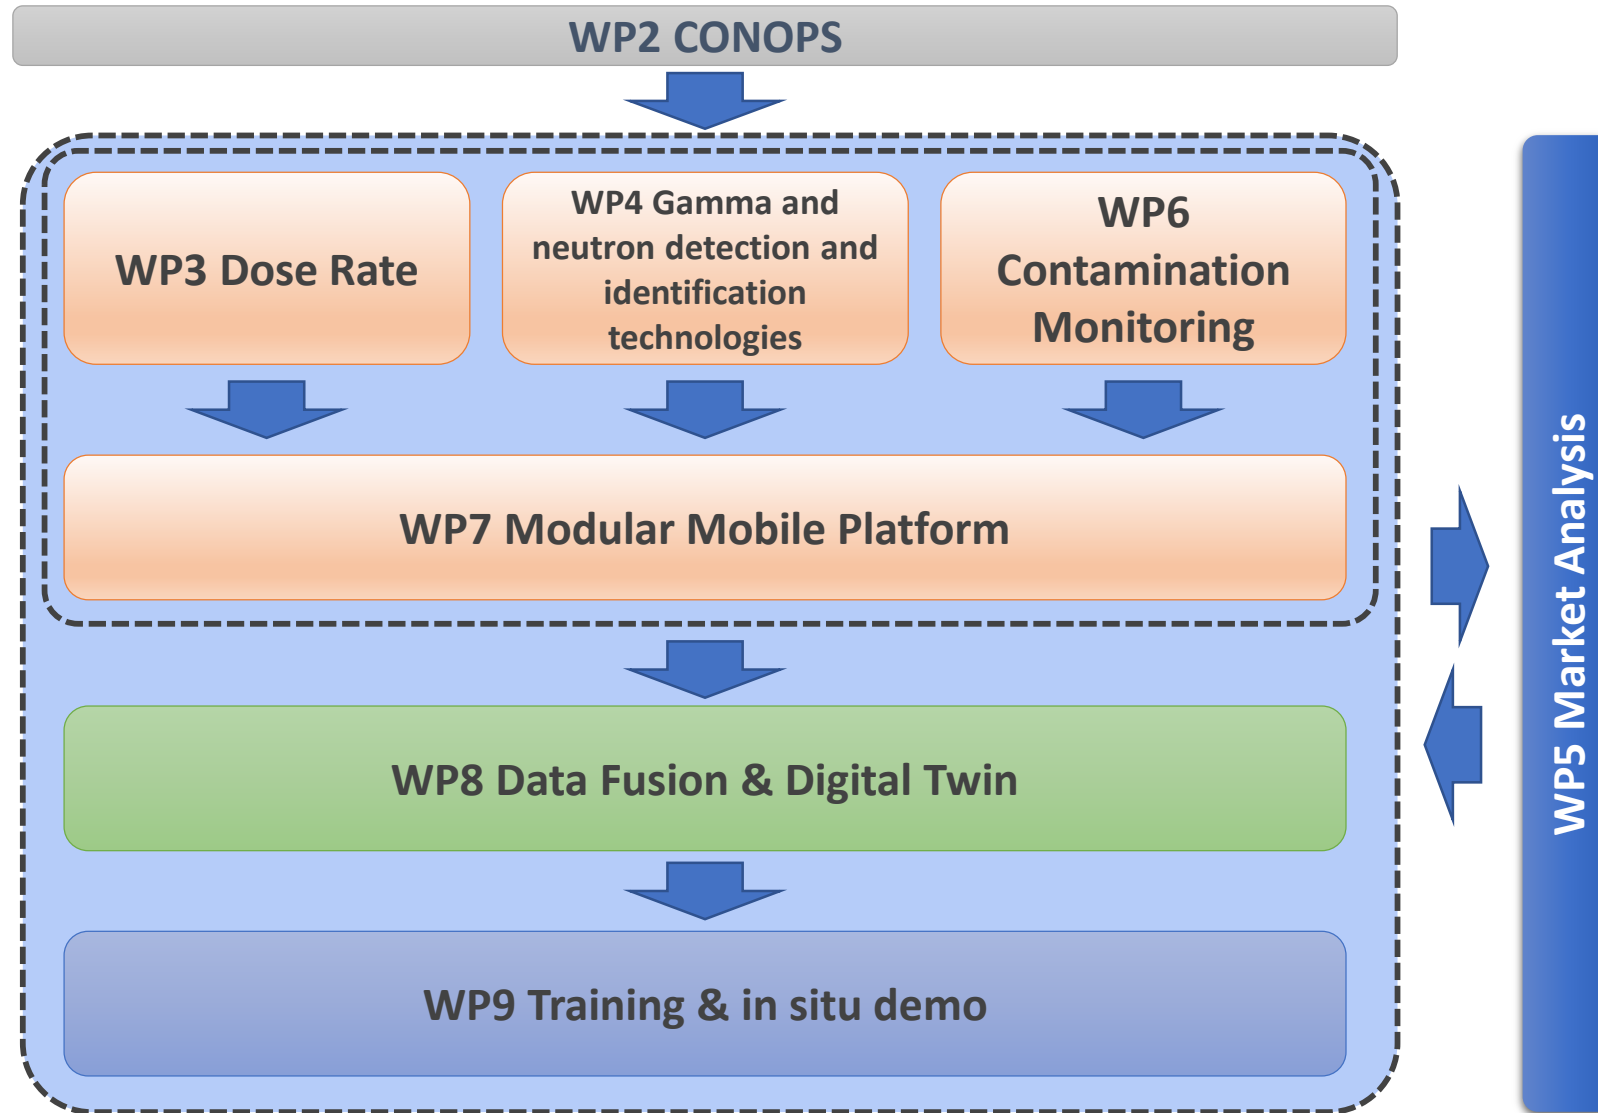 WP2 CONOPS
WP3 Dose Rate
WP4 Gamma and
neutron detection and
identification
technologies
WP6
Contamination
Monitoring
WP7 Modular Mobile Platform
WP8 Data Fusion & Digital Twin
WP9 Training & in situ demo
WP5 Market Analysis